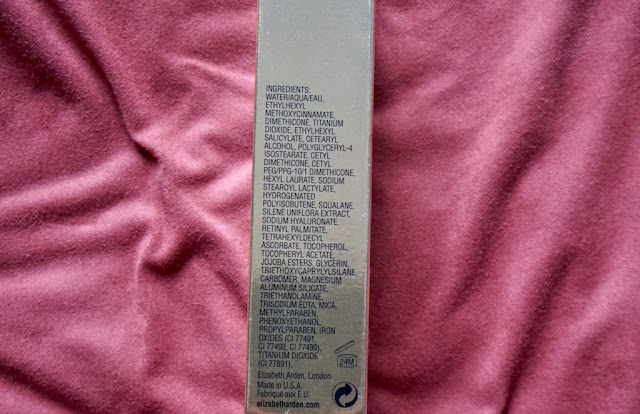 INGREDIENTS:
WATER/AQUA/EAU,
ETHYLHEXYL
METHOXYCINNAMATE,
DIMETHICONE, TITANIUM
DIOXIDE, ETHYLHEXYL
SALICYLATE, CETEARYL
ALCOHOL, POLYGLYCERYL-4
ISOSTEARATE, CETYL
DIMETHICONE, CETYL
PEG/PPG-10/1 DIMETHICONE,
HEXYL LAURATE, SODIUM
STEAROYL LACTYLATE,
HYDROGENATED
POLYISOBUTENE, SQUALANE,
SILENE UNIFLORA EXTRACT,
SODIUM HYALURONATE,
RETINYL PALMITATE,
TETRAHEXYLDECYL
ASCORBATE, TOCOPHEROL,
TOCOPHERYL ACETATE,
JOJOBA ESTERS, GLYCERIN,
TRIETHOXYCAPRYLYLSILANE,
CARBOMER, MAGNESIUM
ALUMINUM SILICATE,
TRIETHANOLAMINE,
TRISODIUM EDTA, MICA,
METHYLPARABEN,
PHENOXYETHANOL,
PROPYLPARABEN, IRON
OXIDES (CI 77491,
CI 77492, CI 77499),
TITANIUM DIOXIDE
(CI 77891).
24M
Elizabeth Arden, London
Made in U.S.A.
Fabriqué aux E.U.
elizabetharden.com